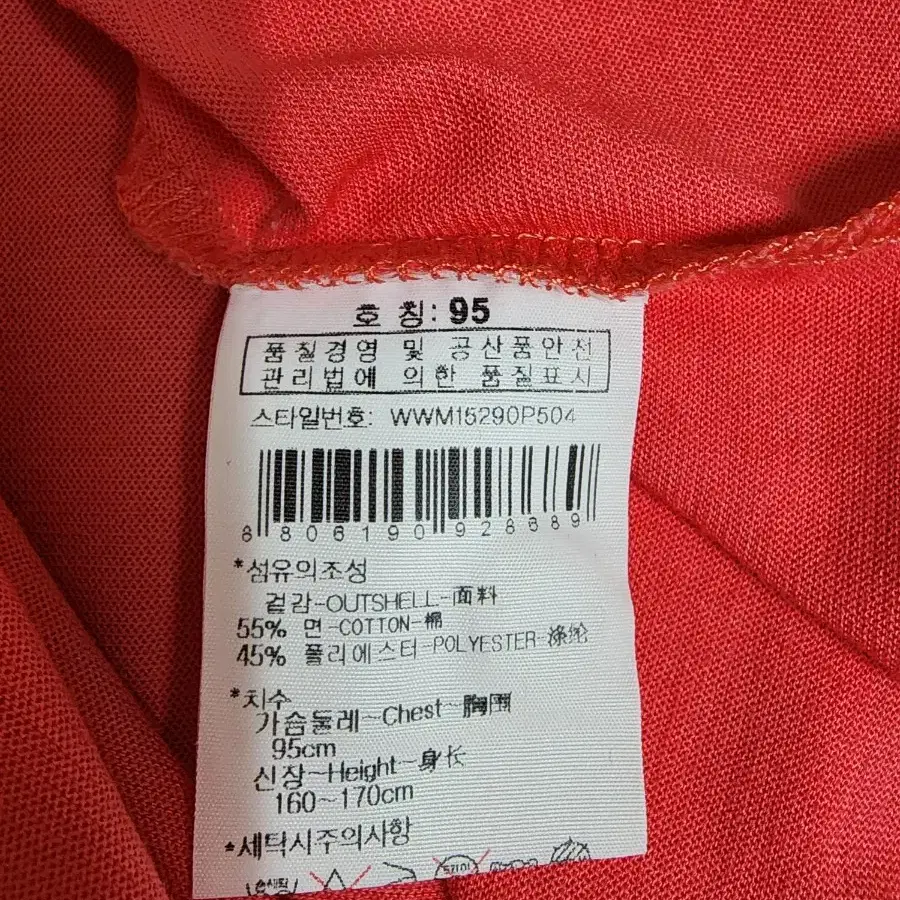 호 칭: 95
품질경영 및 공산품안전
관리법에 의한 품질표시
스타일번호: WWM15290P504
8 806190 928689
*섬유의조성
겉감-OUTSHELL-面料
55% 면-COTTON-棉
45% 폴리에스터-POLYESTER-涤纶
*치수
가슴둘레~Chest~胸围
95cm
신장~Height~身长
160~170cm
*세탁시주의사항
손세탁